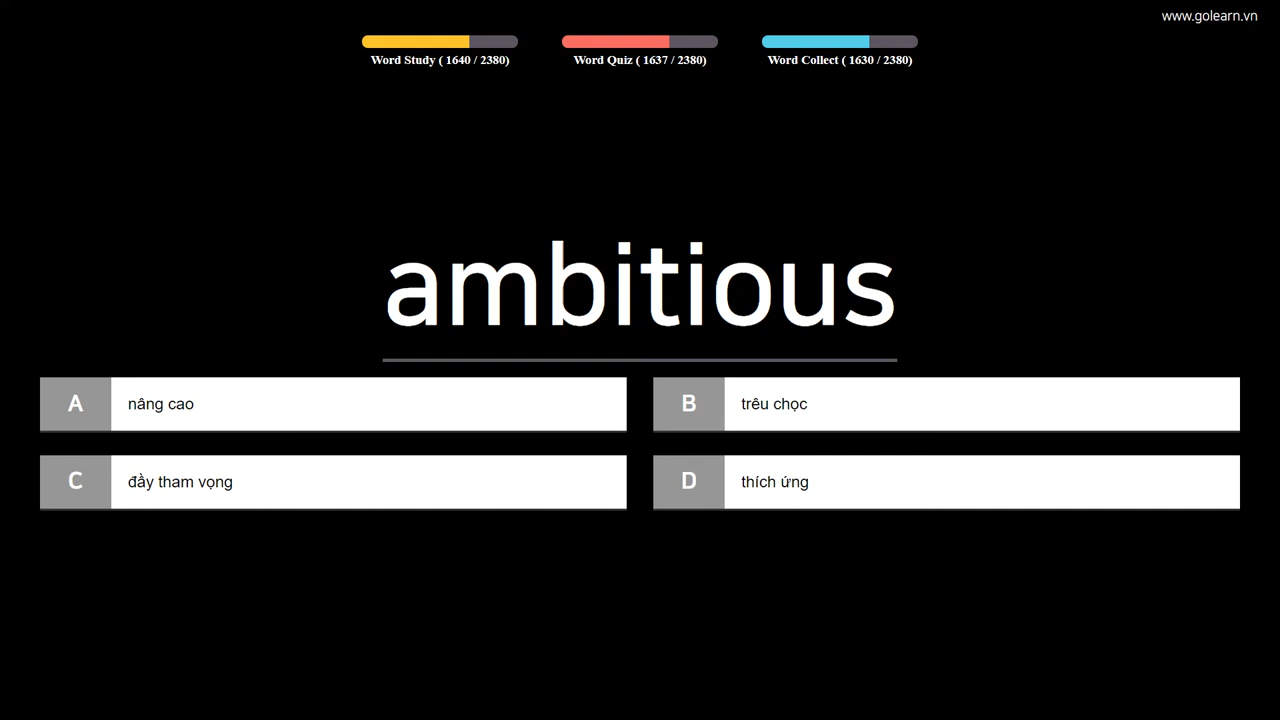 www.golearn.vn
Word Study ( 1640 / 2380)
Word Quiz ( 1637 / 2380)
Word Collect ( 1630 / 2380)
ambitious
A nâng cao
B trêu chọc
C đầy tham vọng
D thích ứng